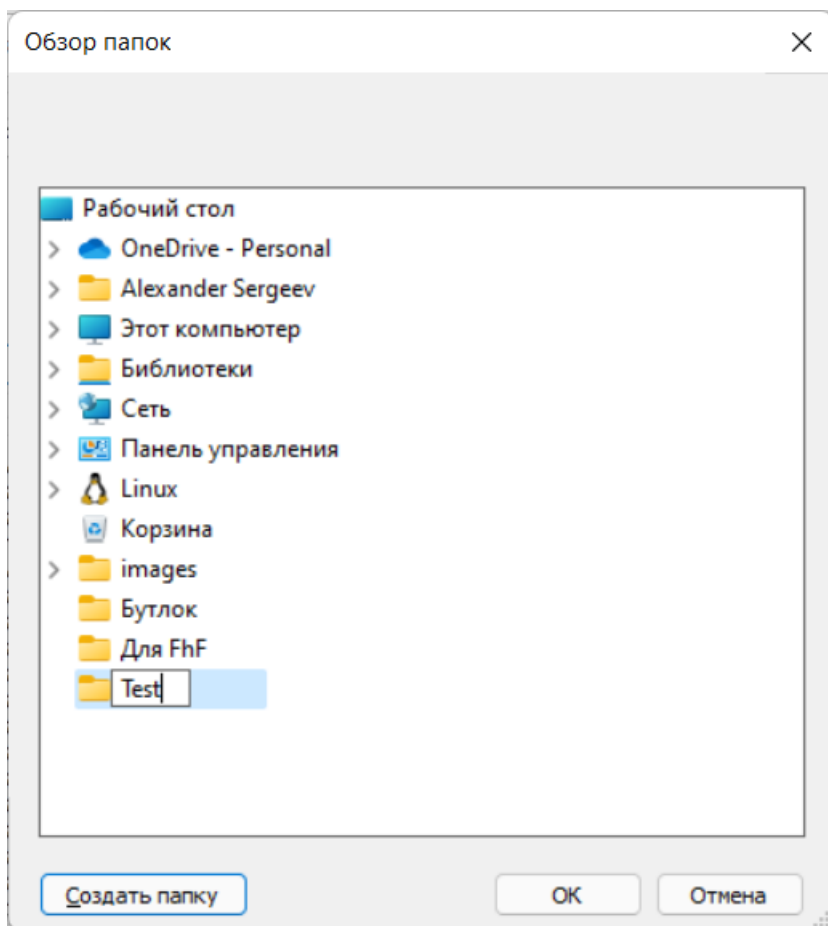 Обзор папок
Рабочий стол
OneDrive - Personal
Alexander Sergeev
Этот компьютер
Библиотеки
Сеть
Панель управления
Linux
Корзина
images
Бутлок
Для FhF
Test
Создать папку ОК Отмена